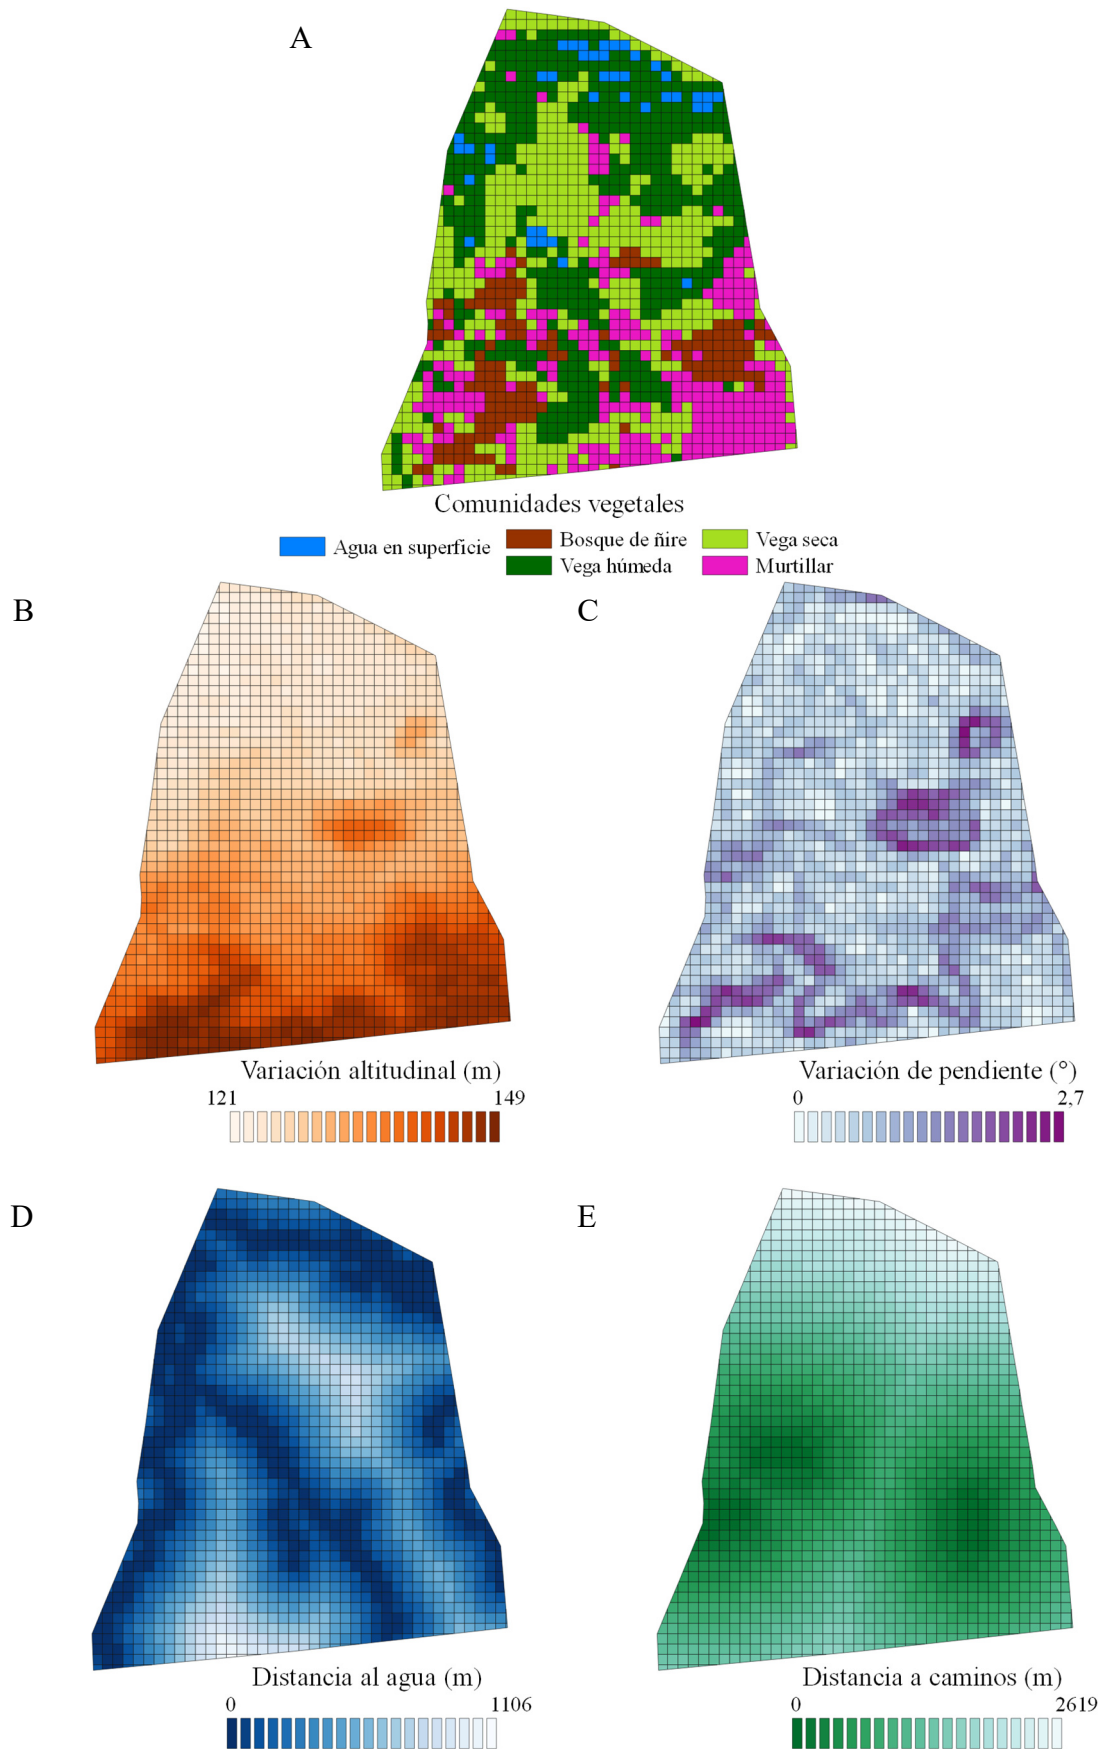 A
Comunidades vegetales
Agua en superficie
Bosque de ñire
Vega seca
Vega húmeda
Murtillar
B
C
Variación altitudinal (m)
121
149
Variación de pendiente (°)
0
2,7
D
E
Distancia al agua (m)
0
1106
Distancia a caminos (m)
0
2619